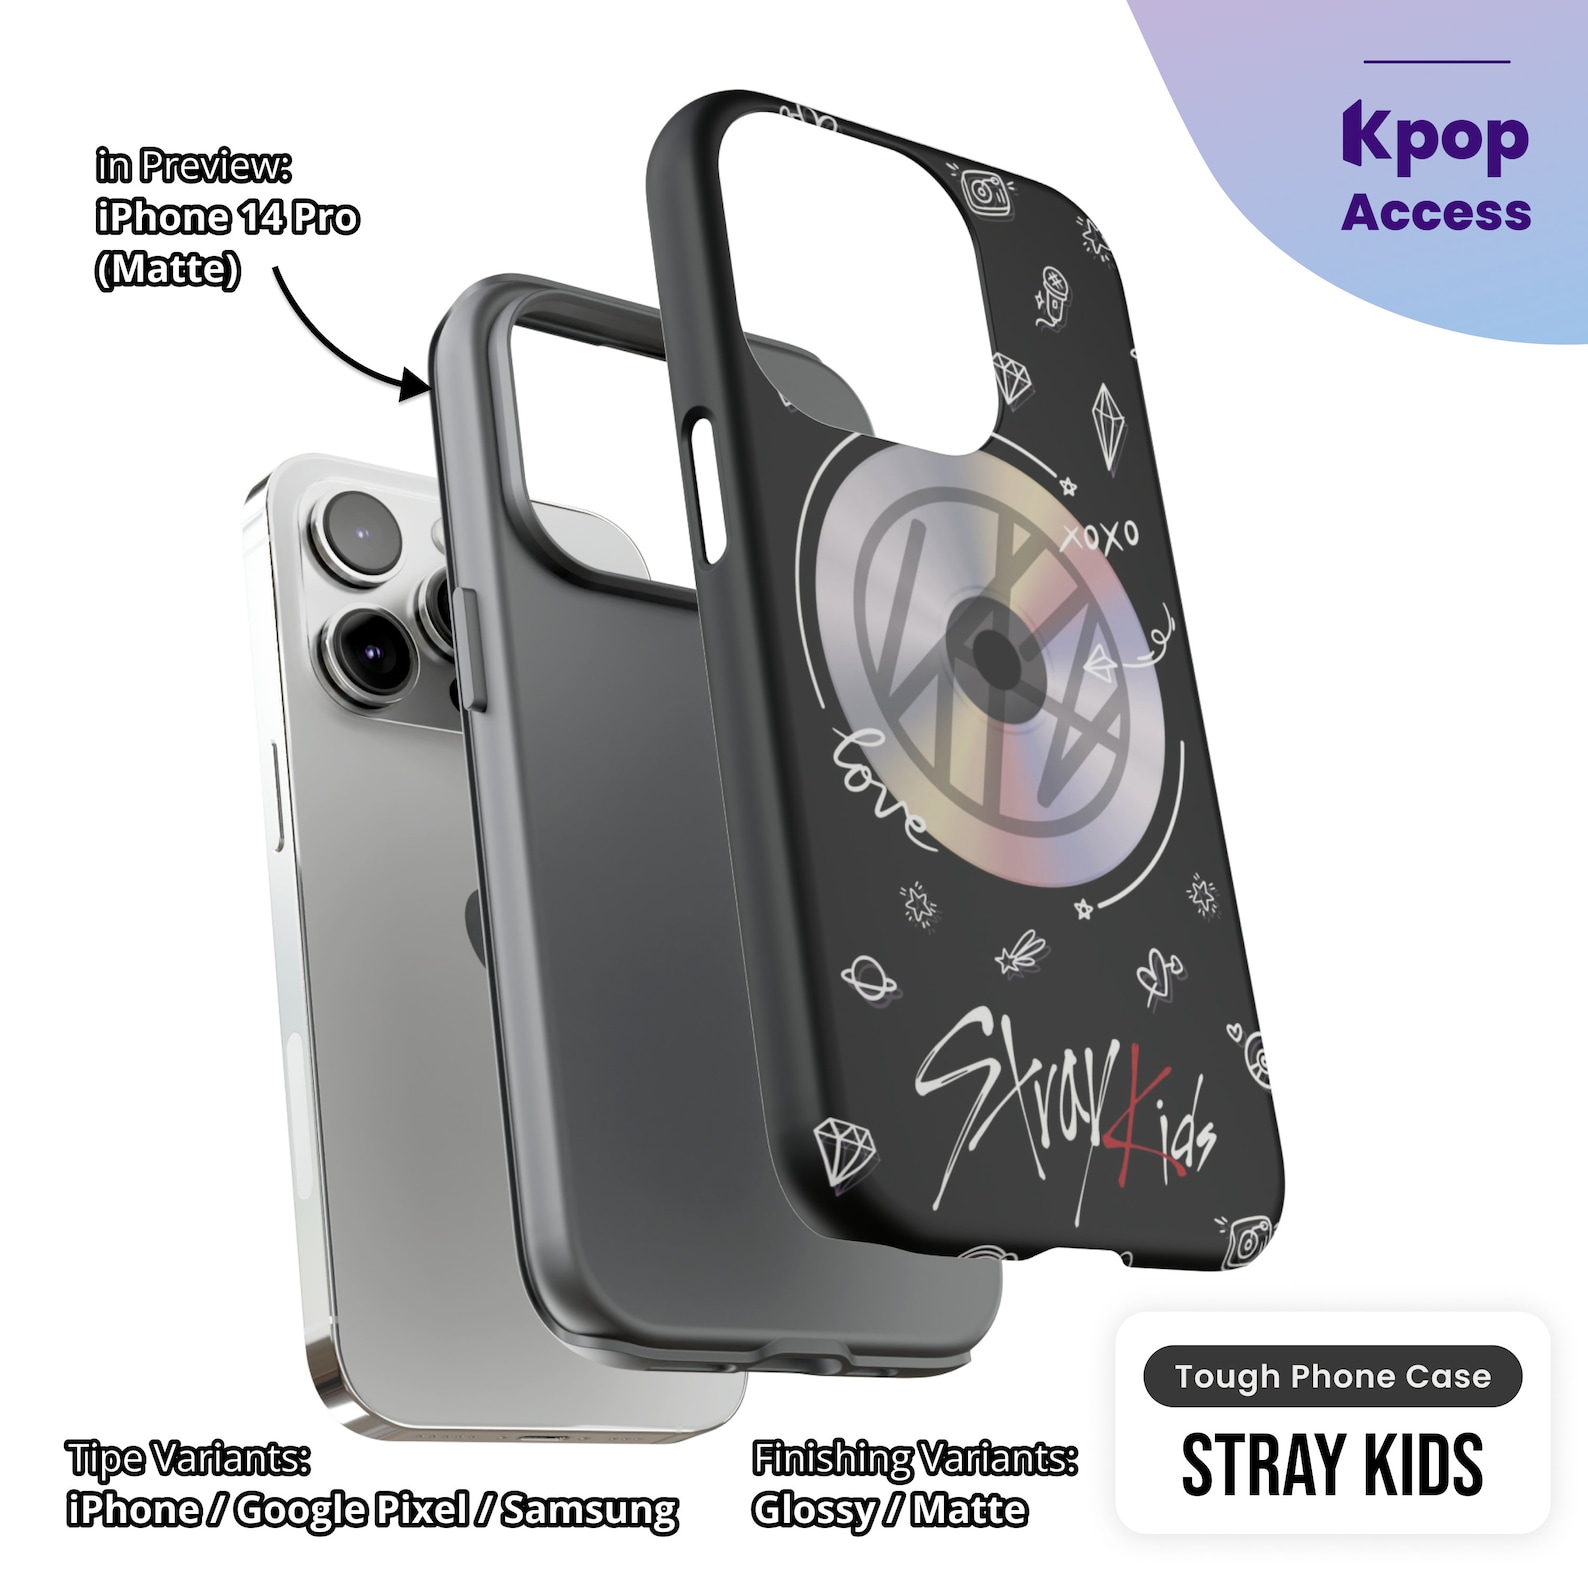 Kpop
Access
in Preview:
iPhone 14 Pro
(Matte)
XOXO
love
Stray Kids
Tipe Variants:
iPhone / Google Pixel / Samsung
Finishing Variants:
Glossy / Matte
Tough Phone Case
STRAY KIDS